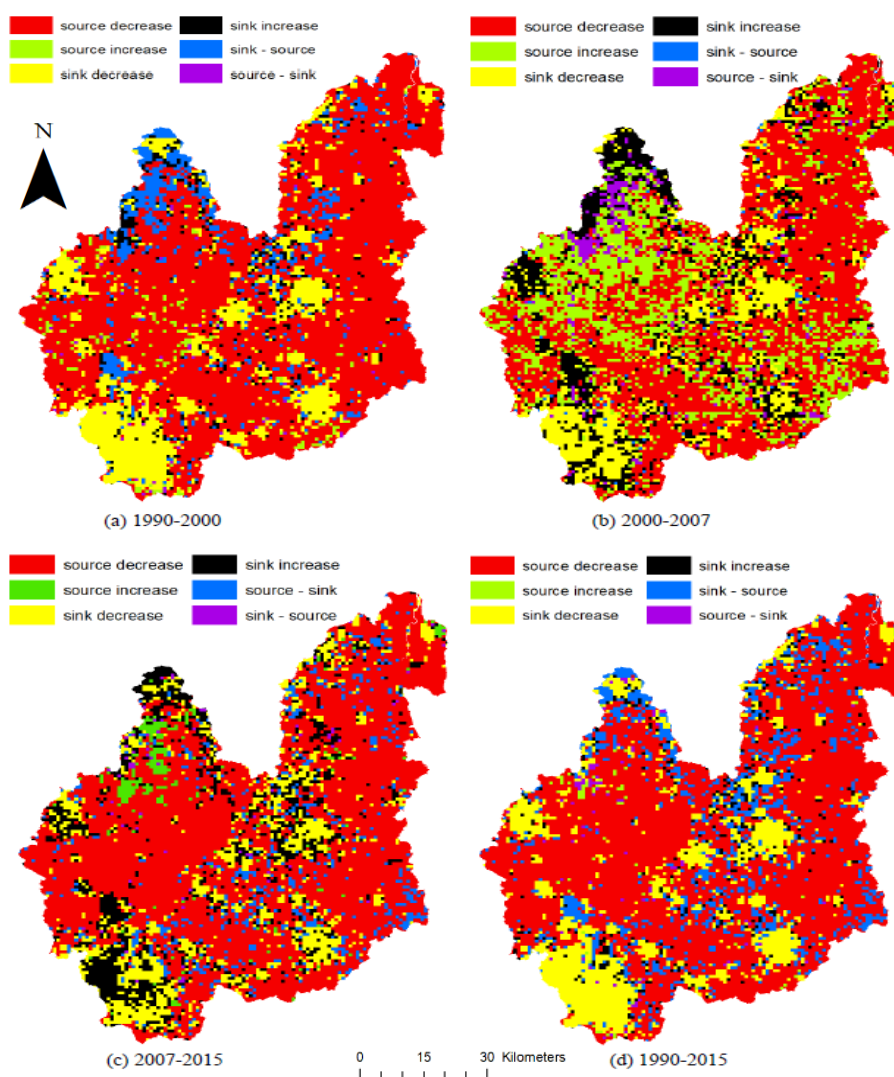 source decrease sink increase
source increase sink - source
sink decrease source - sink
source decrease sink increase
source increase sink - source
sink decrease source - sink
N
(a) 1990-2000
(b) 2000-2007
source decrease sink increase
source increase source - sink
sink decrease sink - source
source decrease sink increase
source increase sink - source
sink decrease source - sink
(c) 2007-2015
0 15 30 Kilometers
(d) 1990-2015